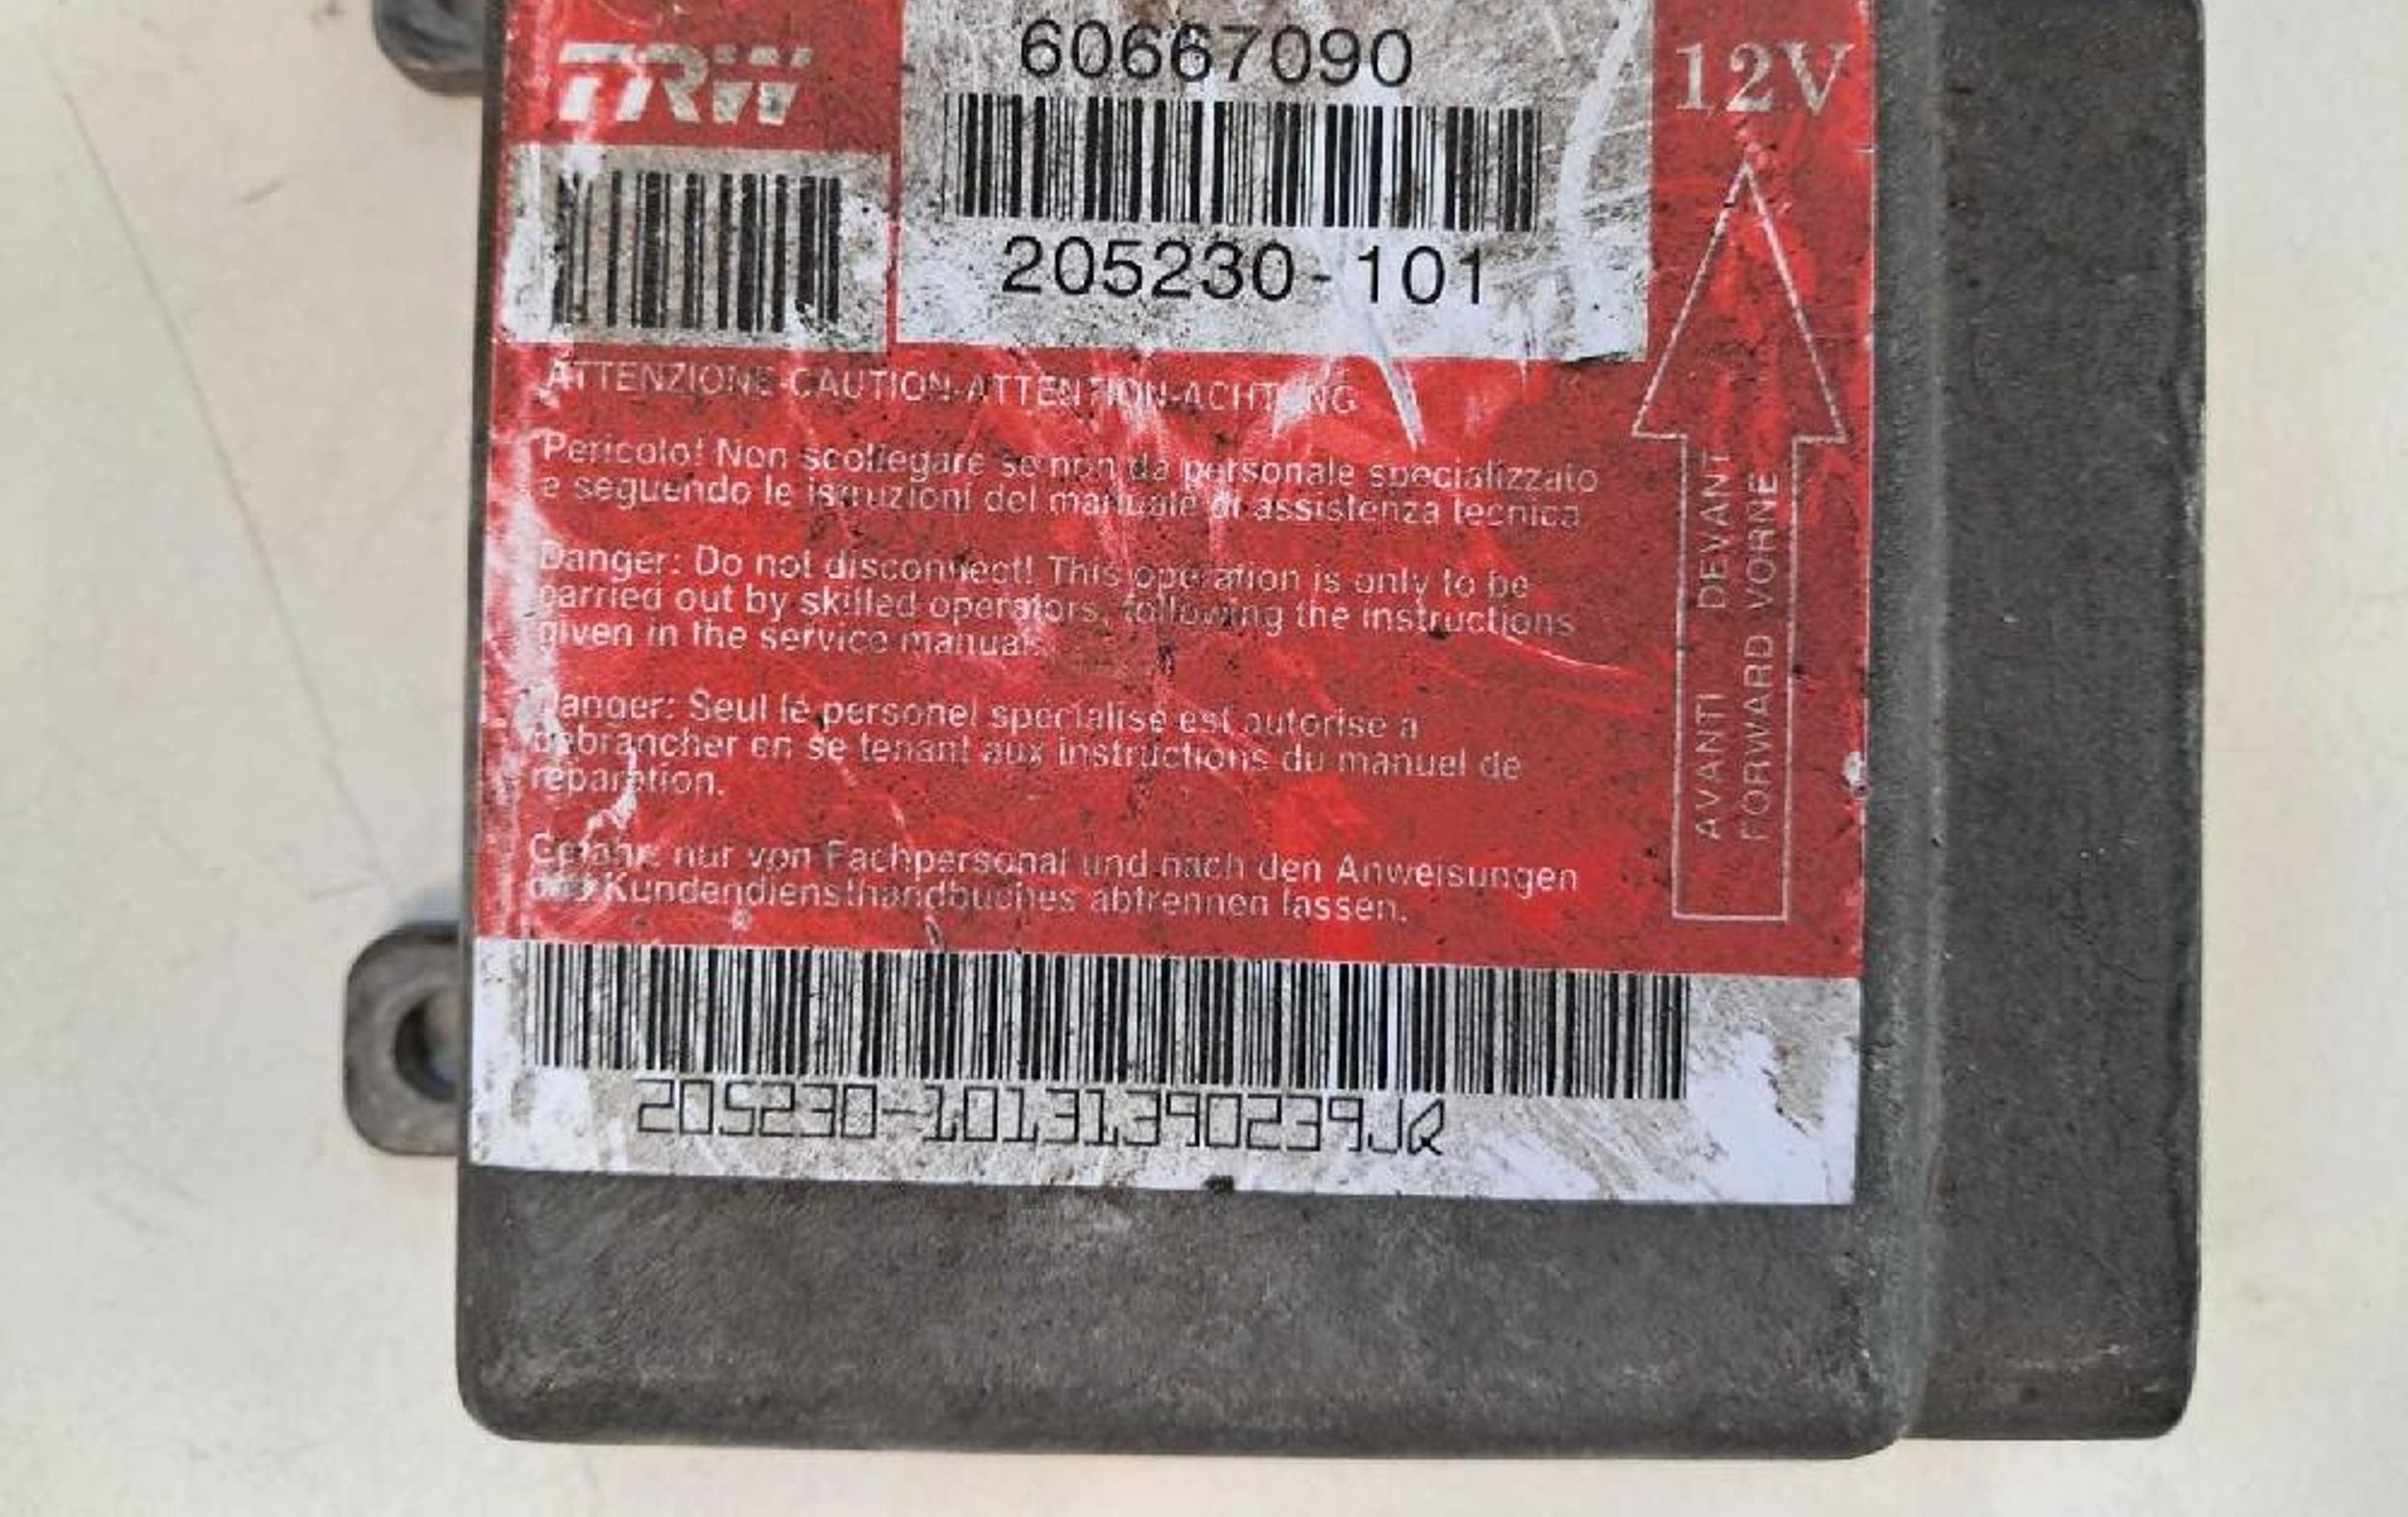 TRW
60667090
12V
205230-101
ATTENZIONE-CAUTION-ATTENTION-ACHTUNG
Pericolo! Non scollegare se non da personale specializzato
e seguendo le istruzioni del manuale di assistenza tecnica
Danger: Do not disconnect! This operation is only to be
carried out by skilled operators, following the instructions
given in the service manual.
Danger: Seul le personel specialise est autorise a
debrancher en se tenant aux instructions du manuel de
reparation.
Gefahr: nur von Fachpersonal und nach den Anweisungen
des Kundendiensthandbuches abtrennen lassen.
AVANTI DEVANT
FORWARD VORNE
205230-10131390239JQ